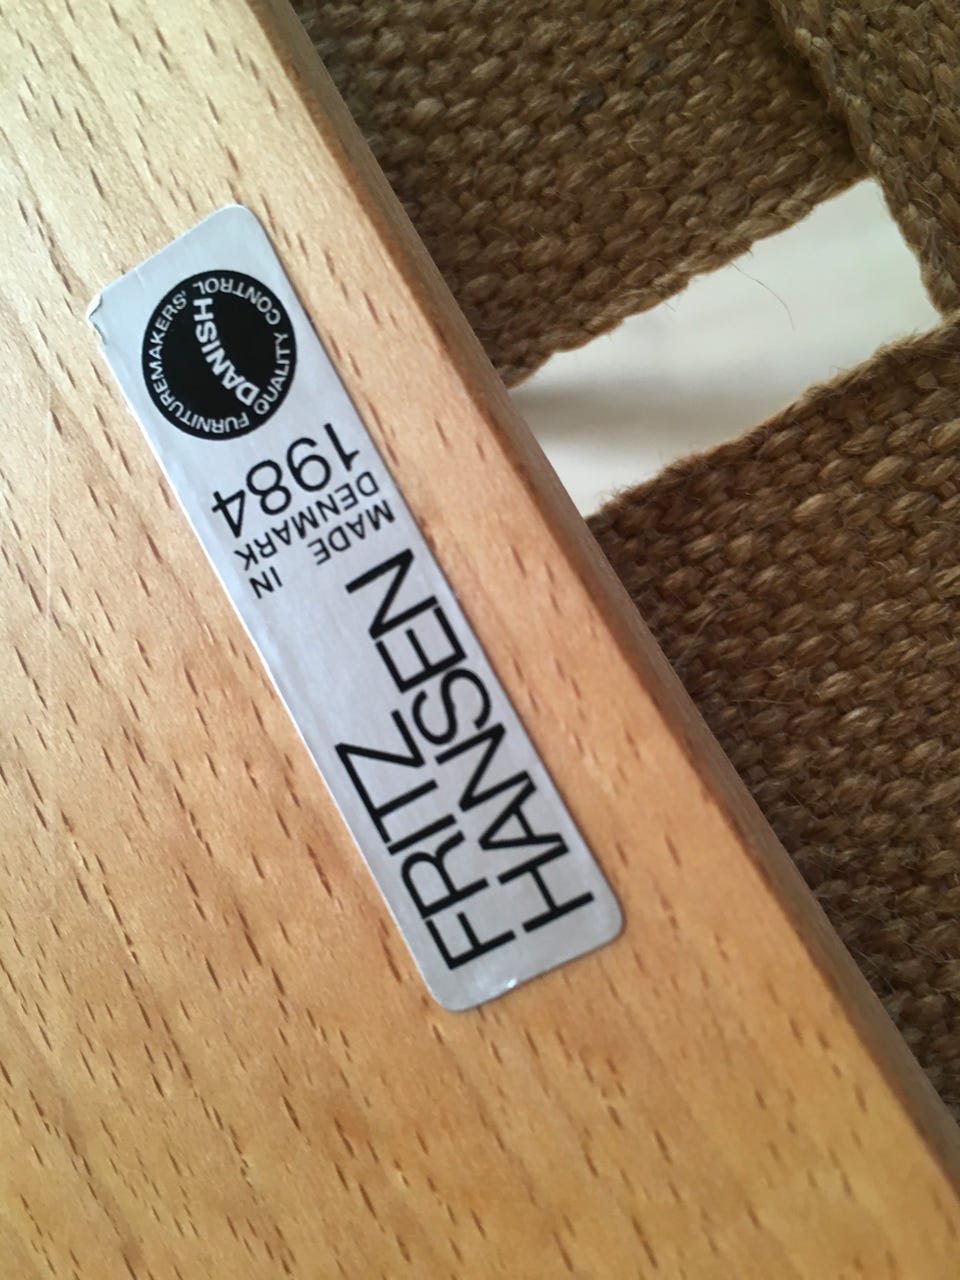 FRITZ
HANSEN
MADE IN
DENMARK
1984
DANISH
FURNITUREMAKERS' QUALITY CONTROL